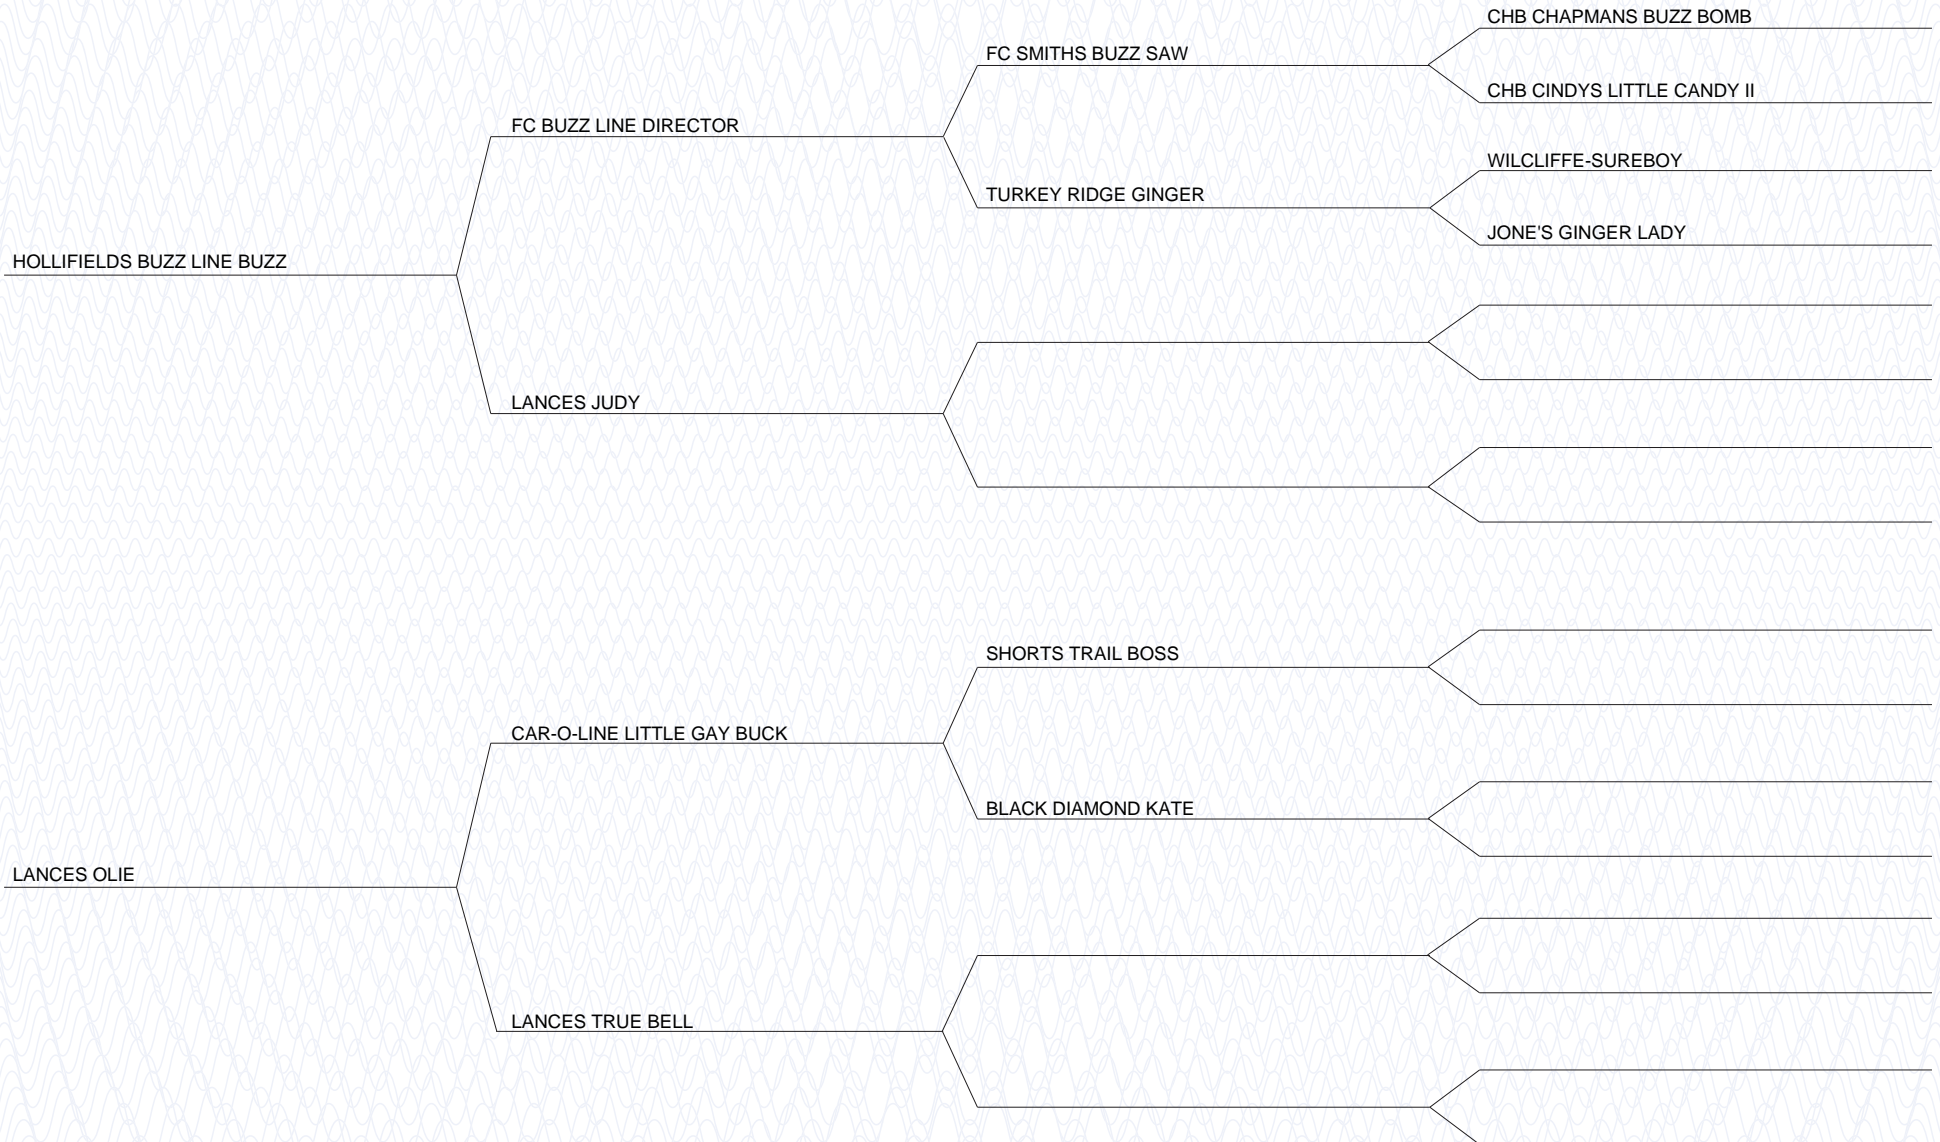 CHB CHAPMANS BUZZ BOMB
FC SMITHS BUZZ SAW
CHB CINDYS LITTLE CANDY II
FC BUZZ LINE DIRECTOR
WILCLIFFE-SUREBOY
TURKEY RIDGE GINGER
JONE'S GINGER LADY
HOLLIFIELDS BUZZ LINE BUZZ
LANCES JUDY
SHORTS TRAIL BOSS
CAR-O-LINE LITTLE GAY BUCK
BLACK DIAMOND KATE
LANCES OLIE
LANCES TRUE BELL